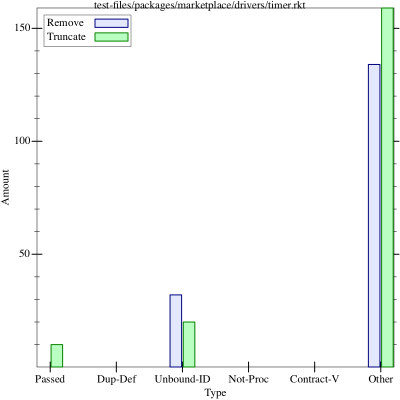 test-files/packages/marketplace/drivers/timer.rkt
Remove
Truncate
150
100
50
Amount
Passed Dup-Def Unbound-ID Not-Proc Contract-V Other
Type